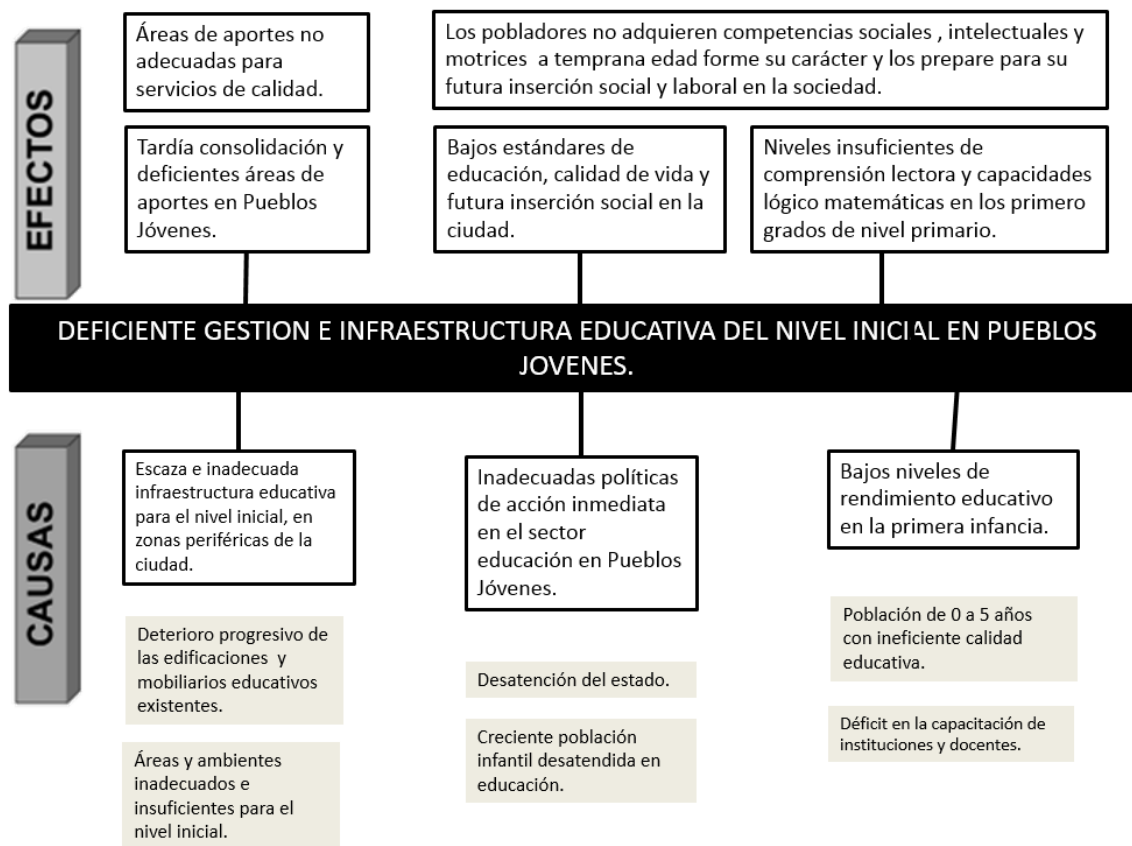 EFECTOS
Áreas de aportes no
adecuadas para
servicios de calidad.
Los pobladores no adquieren competencias sociales , intelectuales y
motrices a temprana edad forme su carácter y los prepare para su
futura inserción social y laboral en la sociedad.
Tardía consolidación y
deficientes áreas de
aportes en Pueblos
Jóvenes.
Bajos estándares de
educación, calidad de vida y
futura inserción social en la
ciudad.
Niveles insuficientes de
comprensión lectora y capacidades
lógico matemáticas en los primero
grados de nivel primario.
DEFICIENTE GESTION E INFRAESTRUCTURA EDUCATIVA DEL NIVEL INICIAL EN PUEBLOS
JOVENES.
CAUSAS
Escaza e inadecuada
infraestructura educativa
para el nivel inicial, en
zonas periféricas de la
ciudad.
Deterioro progresivo de
las edificaciones y
mobiliarios educativos
existentes.
Áreas y ambientes
inadecuados e
insuficientes para el
nivel inicial.
Inadecuadas políticas
de acción inmediata
en el sector
educación en Pueblos
Jóvenes.
Desatención del estado.
Creciente población
infantil desatendida en
educación.
Bajos niveles de
rendimiento educativo
en la primera infancia.
Población de 0 a 5 años
con ineficiente calidad
educativa.
Déficit en la capacitación de
instituciones y docentes.